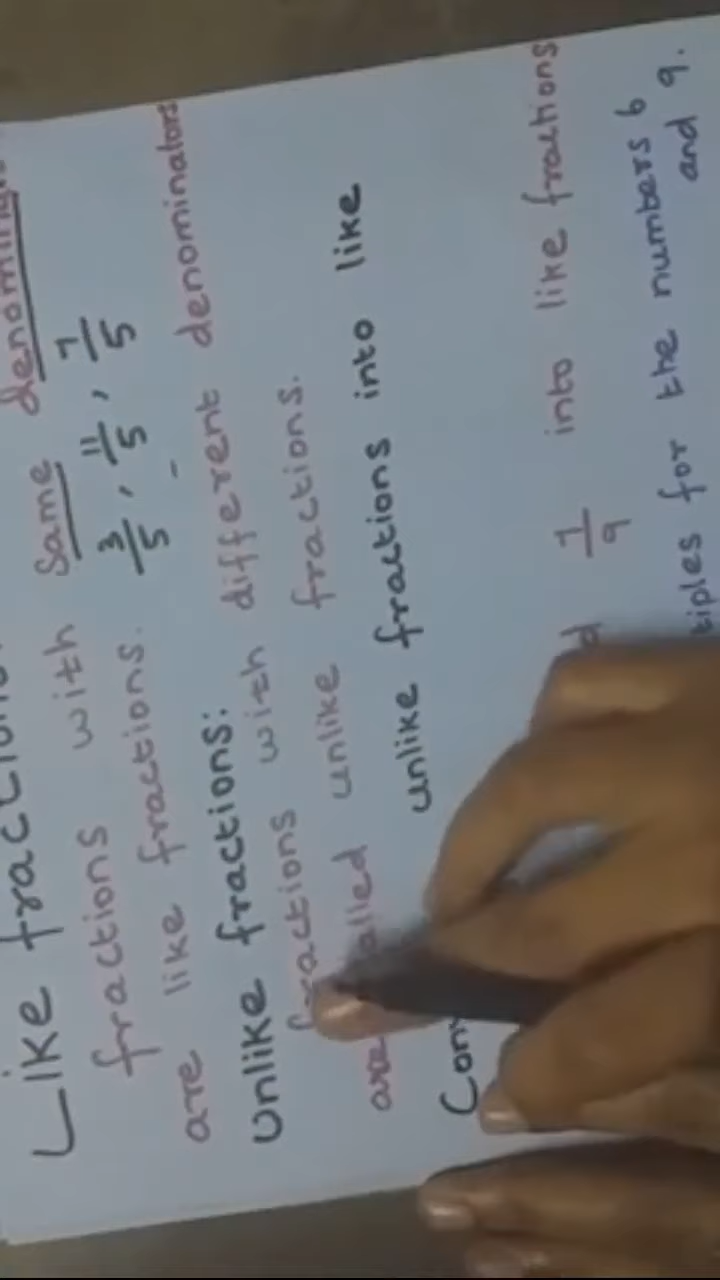 Like fractions
fractions with same denomin
are like fractions. 3/5, 11/5, 7/5
unlike fractions:
fractions with different denominators
are called unlike fractions.
unlike fractions into like
1/9 into like fractions
tiples for the numbers 6
and 9.